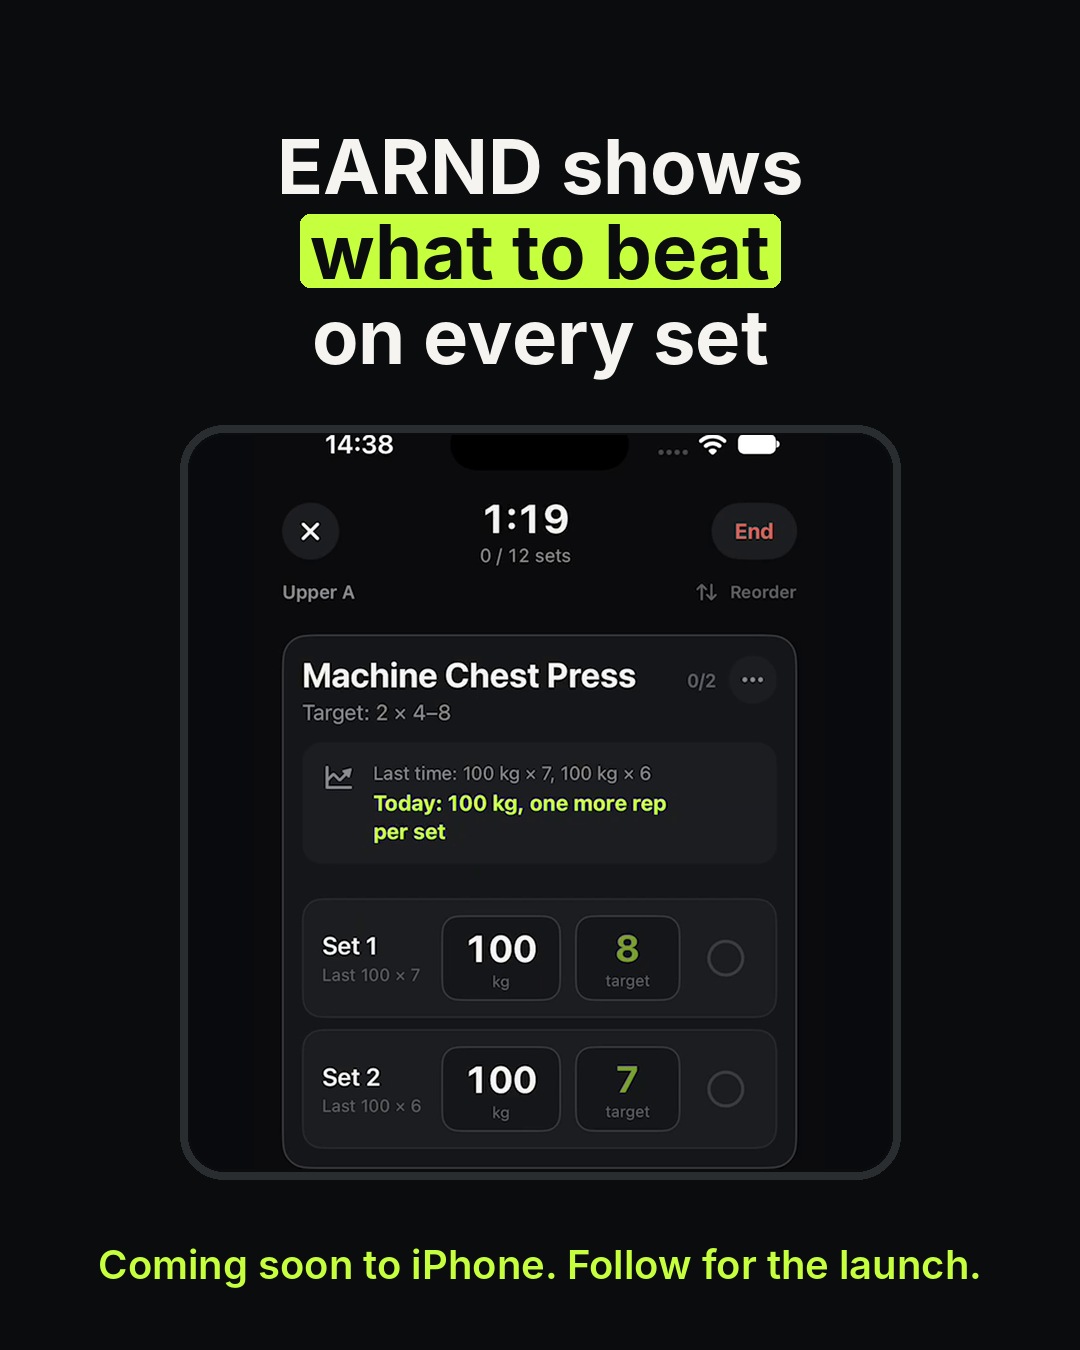 EARND shows
what to beat
on every set
14:38
1:19
End
0 / 12 sets
Upper A
Reorder
Machine Chest Press
0/2
Target: 2 × 4–8
Last time: 100 kg × 7, 100 kg × 6
Today: 100 kg, one more rep
per set
Set 1
Last 100 × 7
100
kg
8
target
Set 2
Last 100 × 6
100
kg
7
target
Coming soon to iPhone. Follow for the launch.